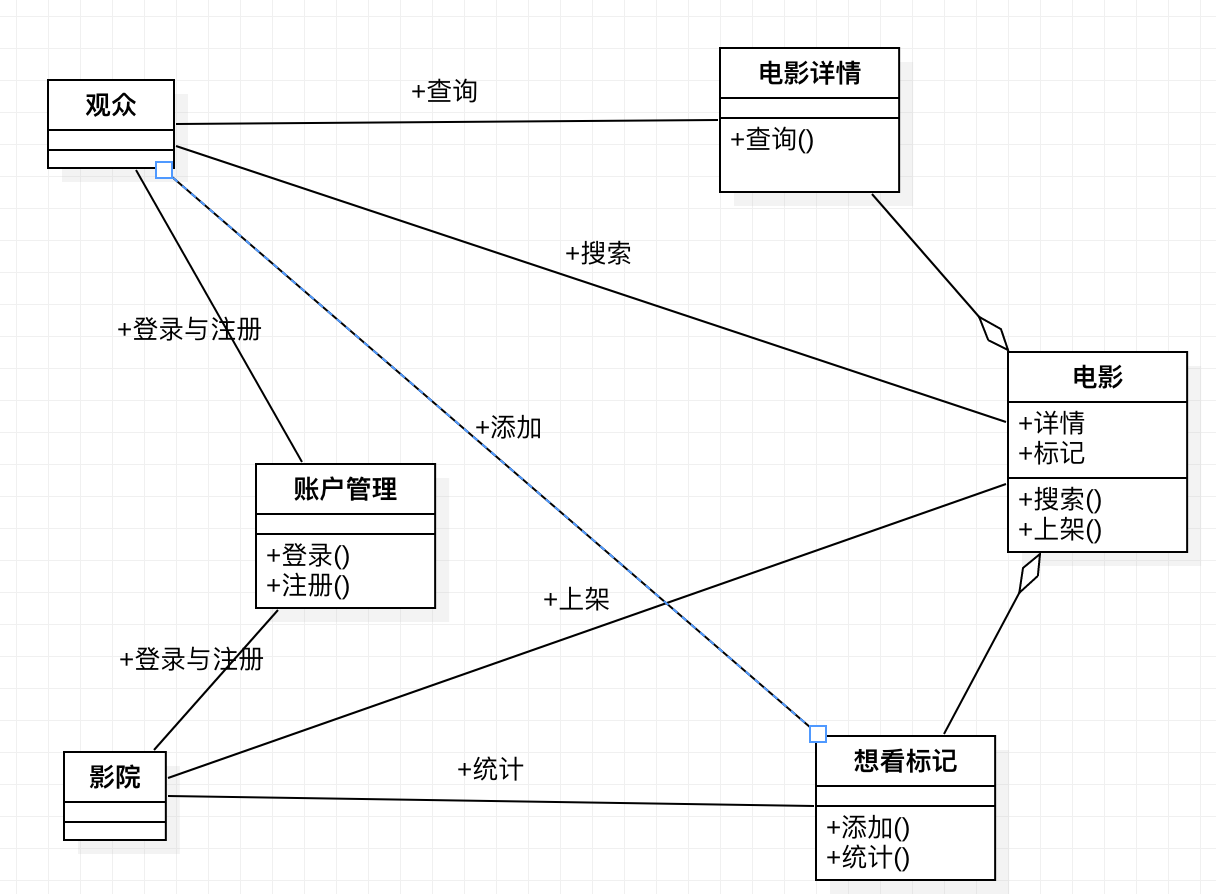 电影详情
+查询()
+查询
观众
+搜索
+登录与注册
电影
+详情
+标记
+搜索()
+上架()
+添加
账户管理
+登录()
+注册()
+上架
+登录与注册
影院
+统计
想看标记
+添加()
+统计()